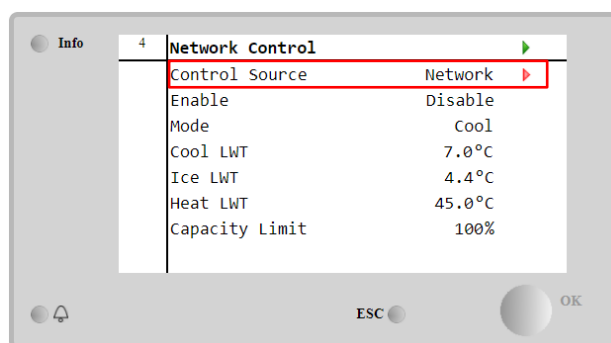 Info
4 Network Control
Control Source Network
Enable Disable
Mode Cool
Cool LWT 7.0°C
Ice LWT 4.4°C
Heat LWT 45.0°C
Capacity Limit 100%
ESC
OK